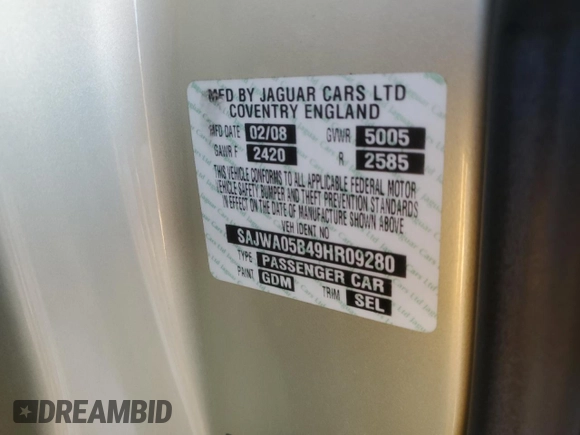 MFD BY JAGUAR CARS LTD
COVENTRY ENGLAND
MFD DATE 02/08 GVWR 5005
GAWR F 2420 R 2585
THIS VEHICLE CONFORMS TO ALL APPLICABLE FEDERAL MOTOR
VEHICLE SAFETY BUMPER AND THEFT PREVENTION STANDARDS
IN EFFECT ON THE DATE OF MANUFACTURE SHOWN ABOVE
VEH IDENT NO
SAJWA05B49HR09280
TYPE PASSENGER CAR
PAINT GDM TRIM SEL
DREAMBID